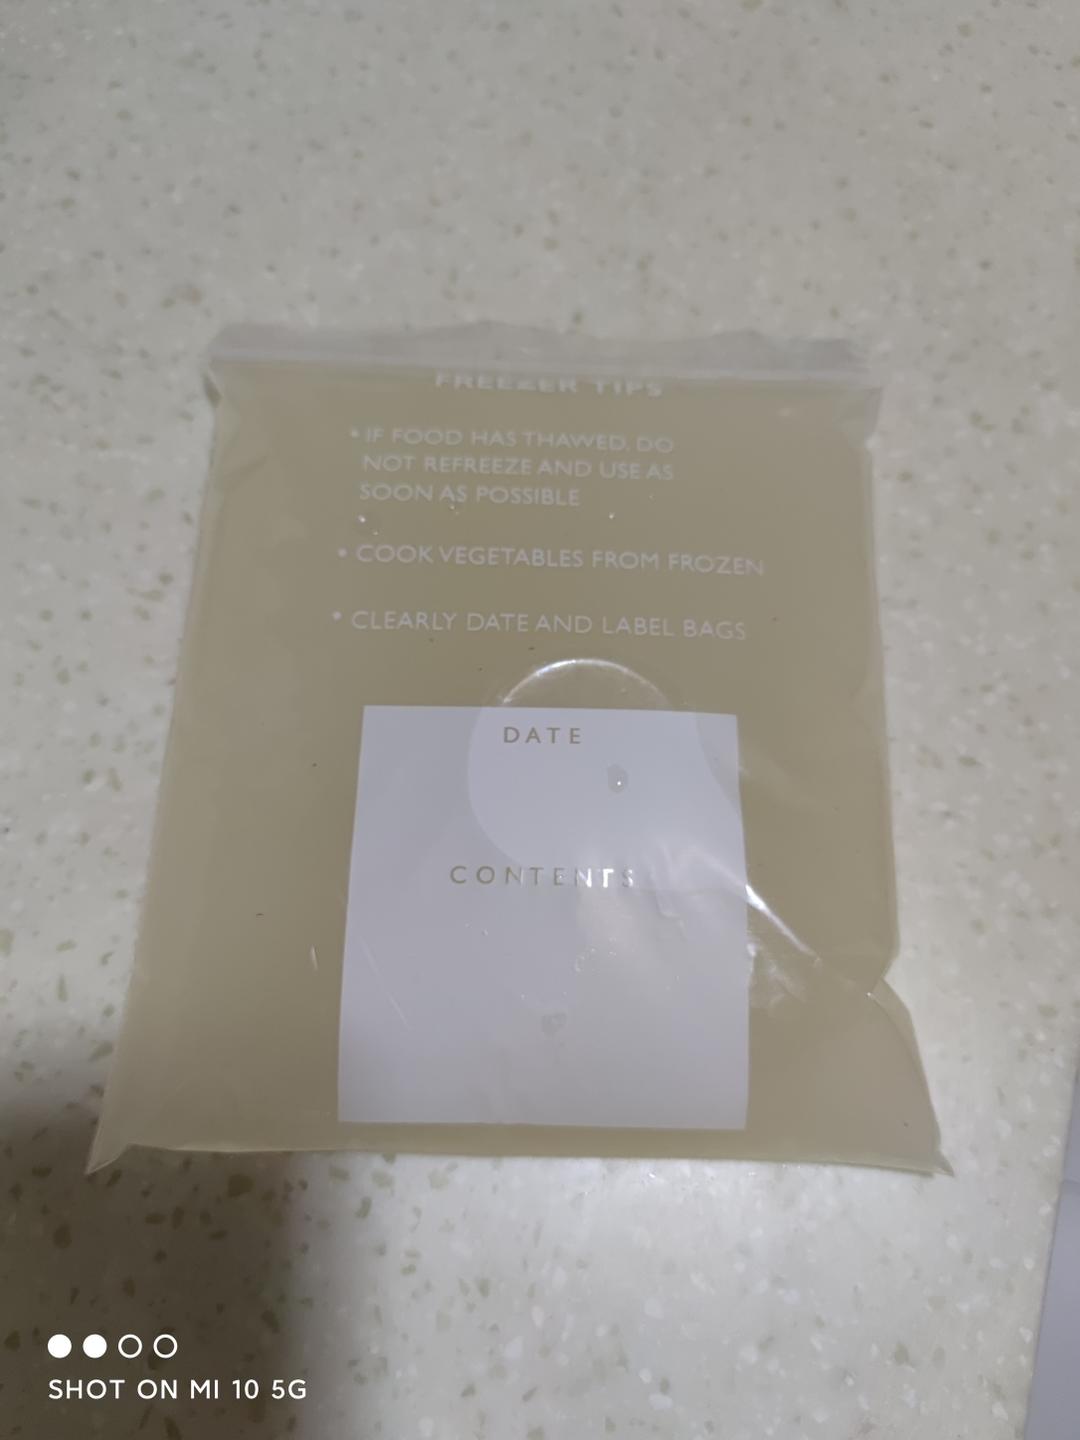 FREEZER TIPS
• IF FOOD HAS THAWED, DO
NOT REFREEZE AND USE AS
SOON AS POSSIBLE
• COOK VEGETABLES FROM FROZEN
• CLEARLY DATE AND LABEL BAGS
DATE
CONTENTS
SHOT ON MI 10 5G